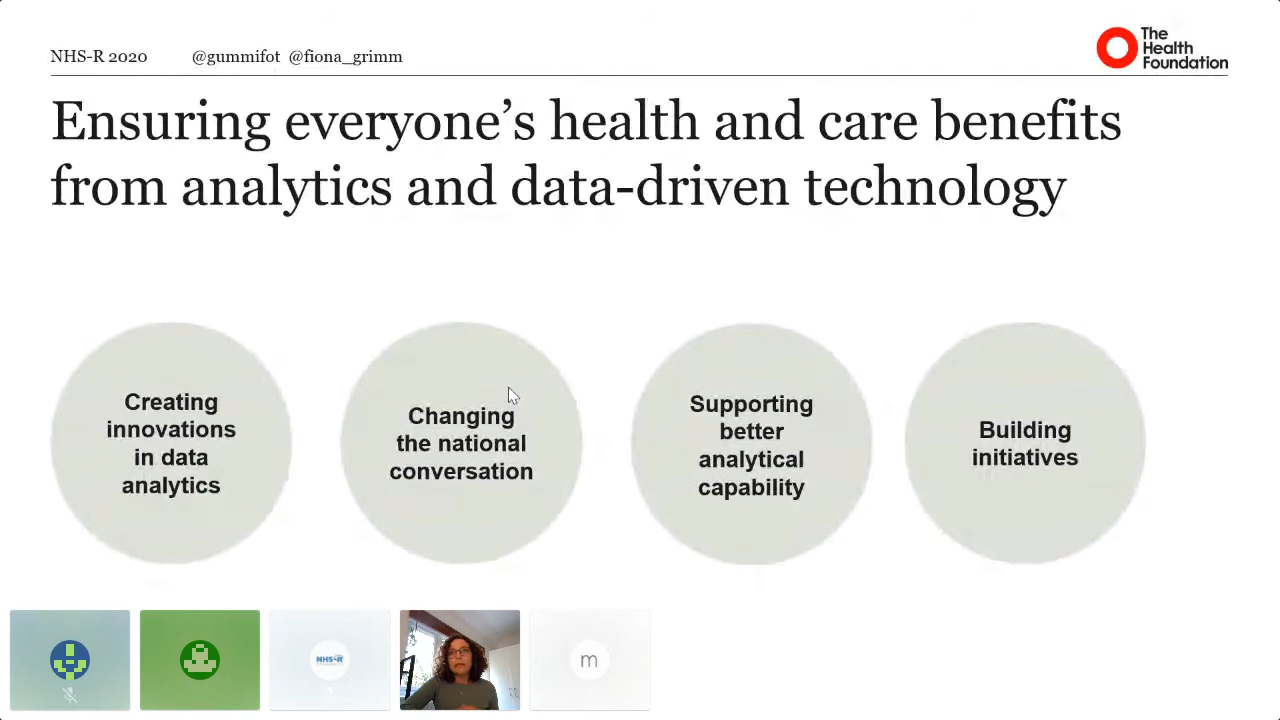 NHS-R 2020 @gummifot @fiona_grimm
The
Health
Foundation
Ensuring everyone’s health and care benefits
from analytics and data-driven technology
Creating
innovations
in data
analytics
Changing
the national
conversation
Supporting
better
analytical
capability
Building
initiatives
NHS-R
m